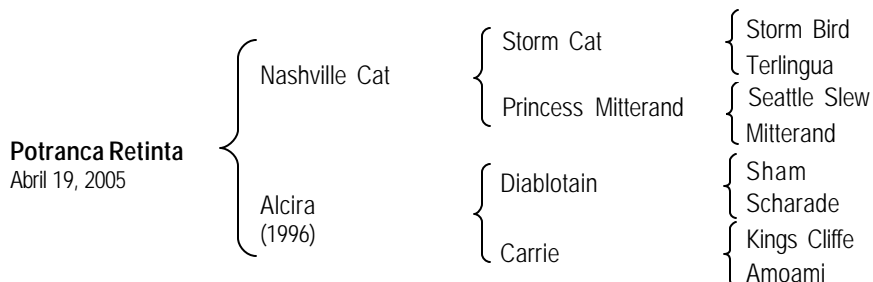 Storm Bird
Storm Cat
Terlingua
Nashville Cat
Seattle Slew
Princess Mitterand
Mitterand
Potranca Retinta
Abril 19, 2005
Sham
Diablotain
Scharade
Alcira
(1996)
Kings Cliffe
Carrie
Amoami